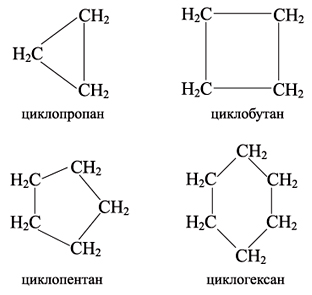 CH₂
H₂C
CH₂
циклопропан
H₂C CH₂
H₂C CH₂
циклобутан
CH₂
H₂C
CH₂
H₂C
CH₂
циклопентан
CH₂
H₂C CH₂
H₂C CH₂
CH₂
циклогексан